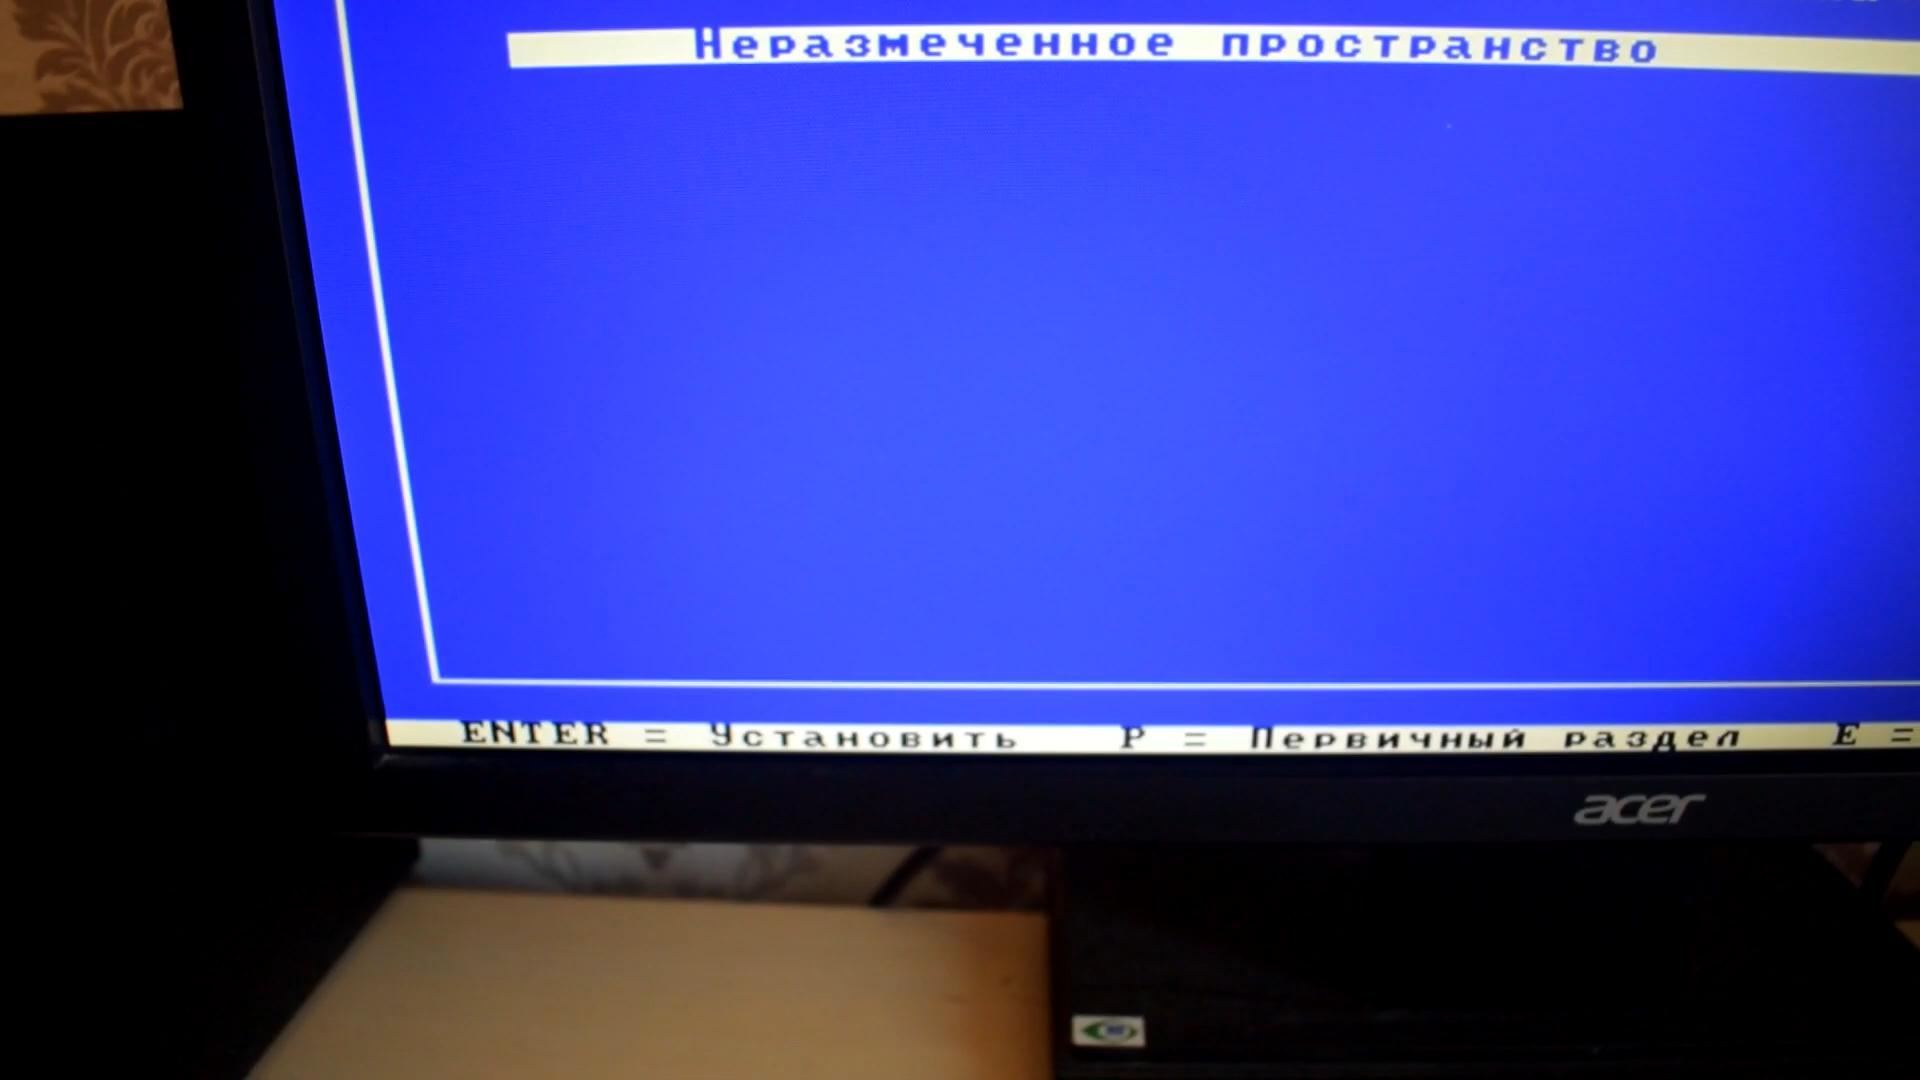 Неразмеченное пространство
ENTER = Установить P = Первичный раздел E =
acer